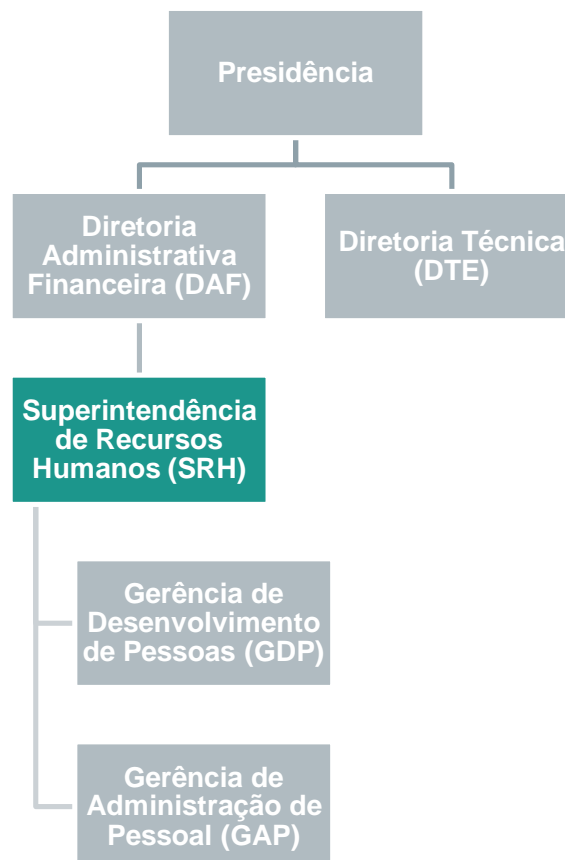 Presidência
Diretoria
Administrativa
Financeira (DAF)
Diretoria Técnica
(DTE)
Superintendência
de Recursos
Humanos (SRH)
Gerência de
Desenvolvimento
de Pessoas (GDP)
Gerência de
Administração de
Pessoal (GAP)